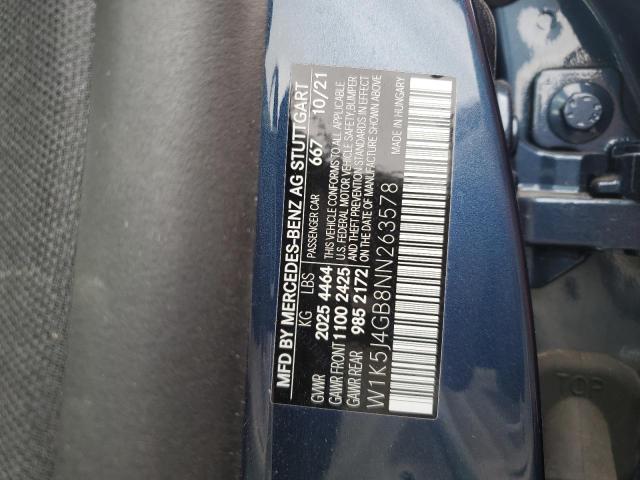 MFD BY MERCEDES-BENZ AG STUTTGART
KG LBS PASSENGER CAR 667 10/21
GWWR 2025 4464 THIS VEHICLE CONFORMS TO ALL APPLICABLE
GAWR FRONT 1100 2425 U.S. FEDERAL MOTOR VEHICLE SAFETY, BUMPER
GAWR REAR 985 2172 AND THEFT PREVENTION STANDARDS IN EFFECT
ON THE DATE OF MANUFACTURE SHOWN ABOVE
W1K5J4GB8NN263578 MADE IN HUNGARY
TOP